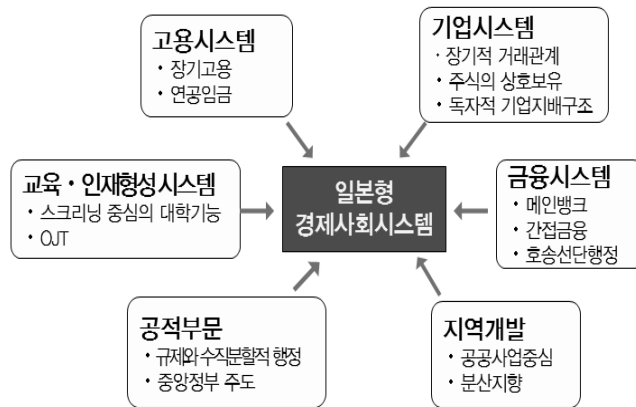 고용시스템
• 장기고용
• 연공임금
기업시스템
· 장기적 거래관계
• 주식의 상호보유
• 독자적 기업지배구조
교육・인재형성시스템
• 스크리닝 중심의 대학기능
• OJT
일본형
경제사회시스템
금융시스템
• 메인뱅크
• 간접금융
• 호송선단행정
공적부문
• 규제와 수직분할적 행정
• 중앙정부 주도
지역개발
• 공공사업중심
• 분산지향